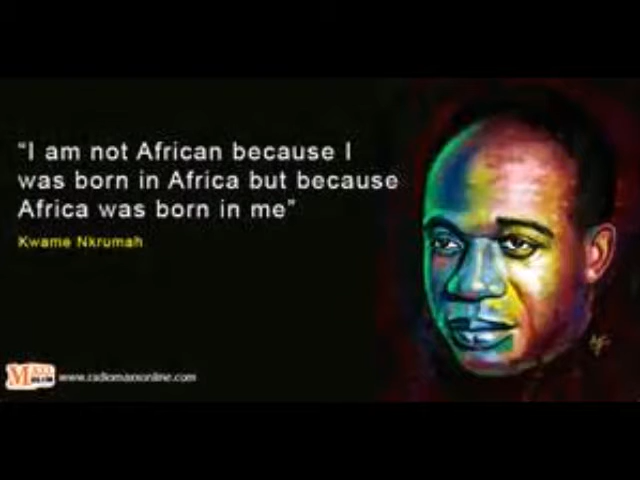 “I am not African because I
was born in Africa but because
Africa was born in me”
Kwame Nkrumah
www.radiomaxxonline.com